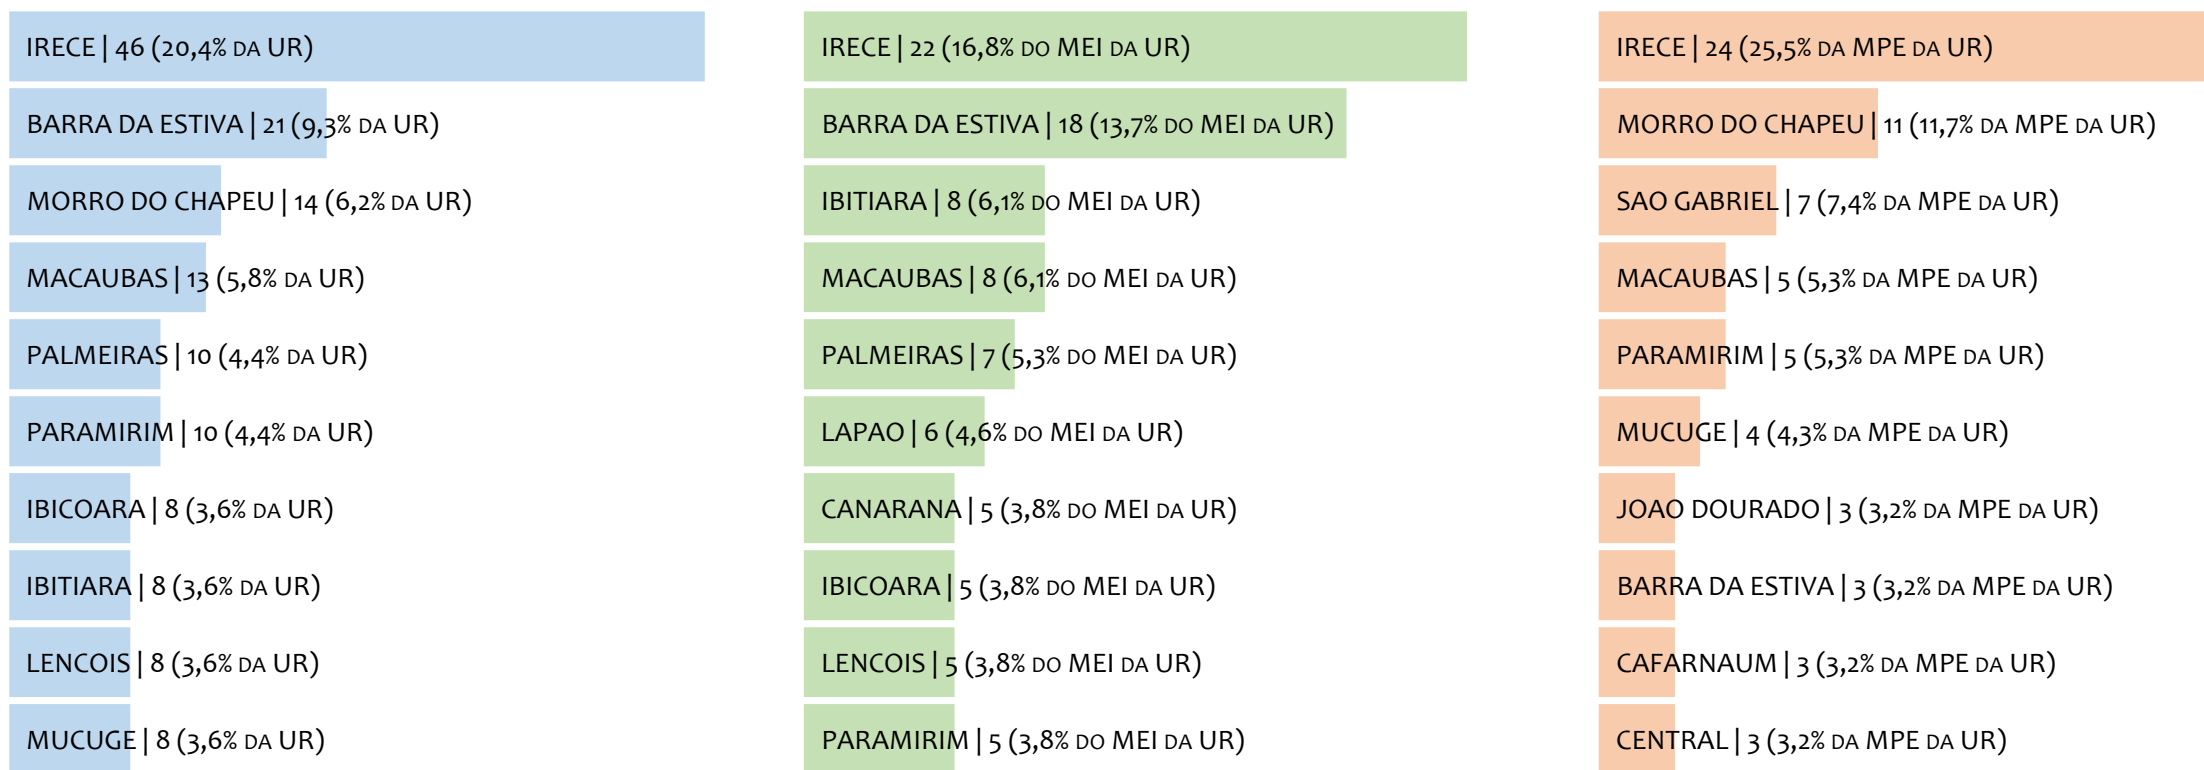 IRECE | 46 (20,4% DA UR)
BARRA DA ESTIVA | 21 (9,3% DA UR)
MORRO DO CHAPEU | 14 (6,2% DA UR)
MACAUBAS | 13 (5,8% DA UR)
PALMEIRAS | 10 (4,4% DA UR)
PARAMIRIM | 10 (4,4% DA UR)
IBICOARA | 8 (3,6% DA UR)
IBITIARA | 8 (3,6% DA UR)
LENCOIS | 8 (3,6% DA UR)
MUCUGE | 8 (3,6% DA UR)
IRECE | 22 (16,8% DO MEI DA UR)
BARRA DA ESTIVA | 18 (13,7% DO MEI DA UR)
IBITIARA | 8 (6,1% DO MEI DA UR)
MACAUBAS | 8 (6,1% DO MEI DA UR)
PALMEIRAS | 7 (5,3% DO MEI DA UR)
LAPAO | 6 (4,6% DO MEI DA UR)
CANARANA | 5 (3,8% DO MEI DA UR)
IBICOARA | 5 (3,8% DO MEI DA UR)
LENCOIS | 5 (3,8% DO MEI DA UR)
PARAMIRIM | 5 (3,8% DO MEI DA UR)
IRECE | 24 (25,5% DA MPE DA UR)
MORRO DO CHAPEU | 11 (11,7% DA MPE DA UR)
SAO GABRIEL | 7 (7,4% DA MPE DA UR)
MACAUBAS | 5 (5,3% DA MPE DA UR)
PARAMIRIM | 5 (5,3% DA MPE DA UR)
MUCUGE | 4 (4,3% DA MPE DA UR)
JOAO DOURADO | 3 (3,2% DA MPE DA UR)
BARRA DA ESTIVA | 3 (3,2% DA MPE DA UR)
CAFARNAUM | 3 (3,2% DA MPE DA UR)
CENTRAL | 3 (3,2% DA MPE DA UR)